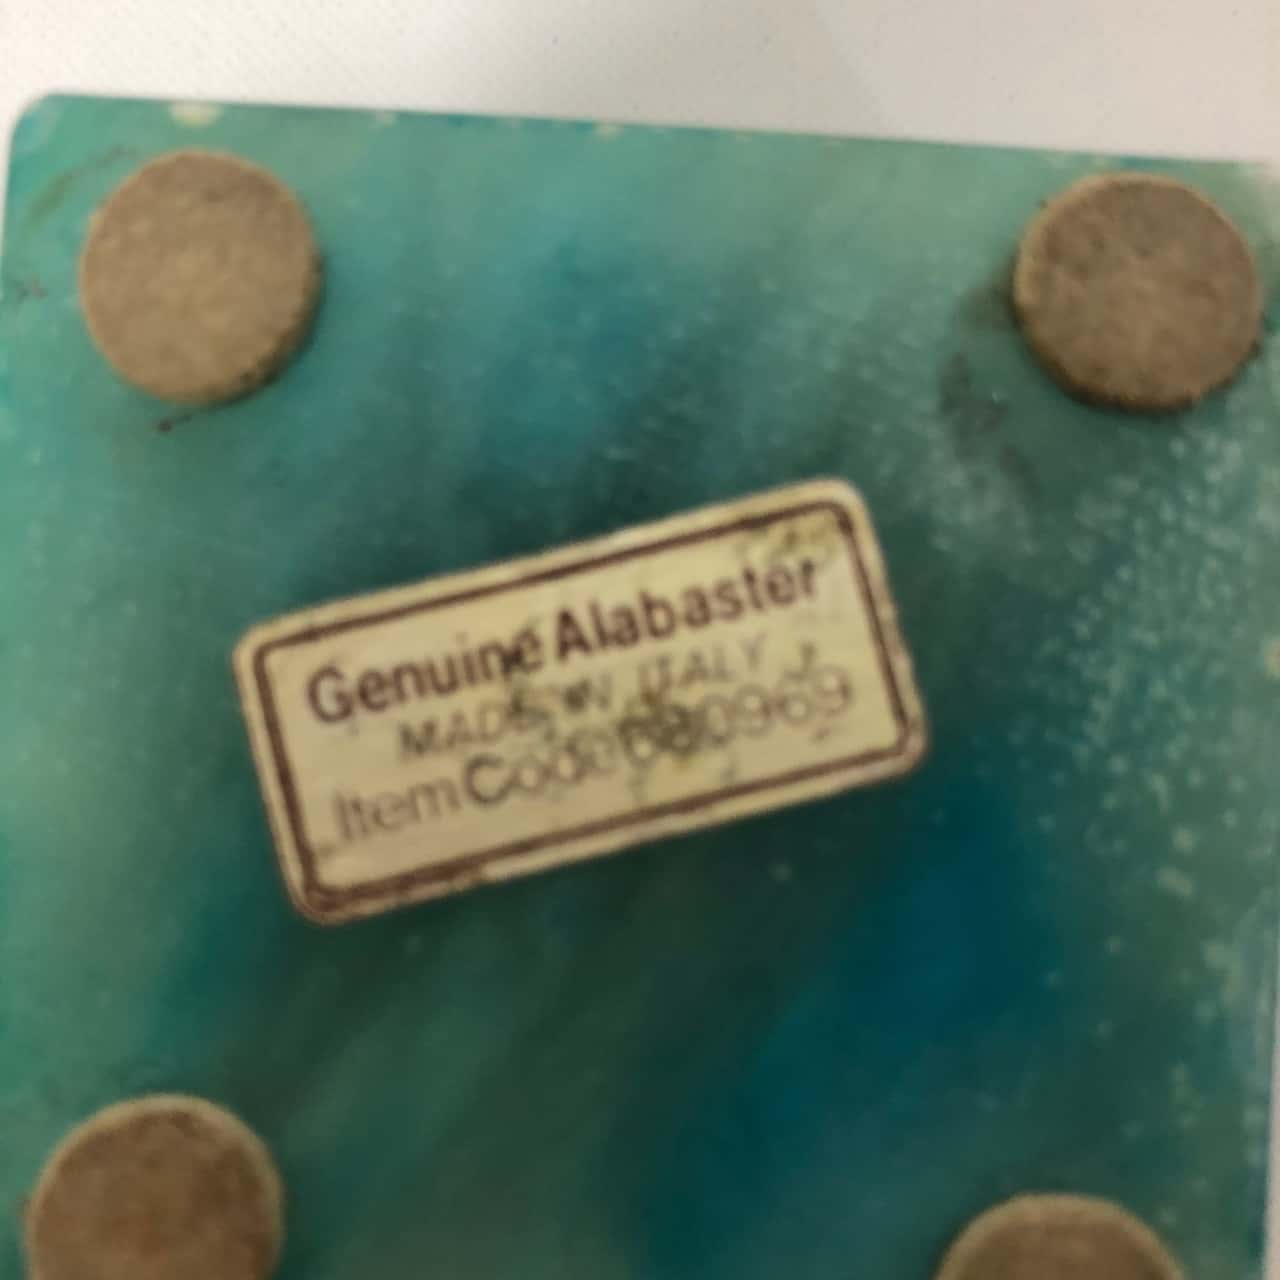 Genuine Alabaster
MADE IN ITALY
Item Code